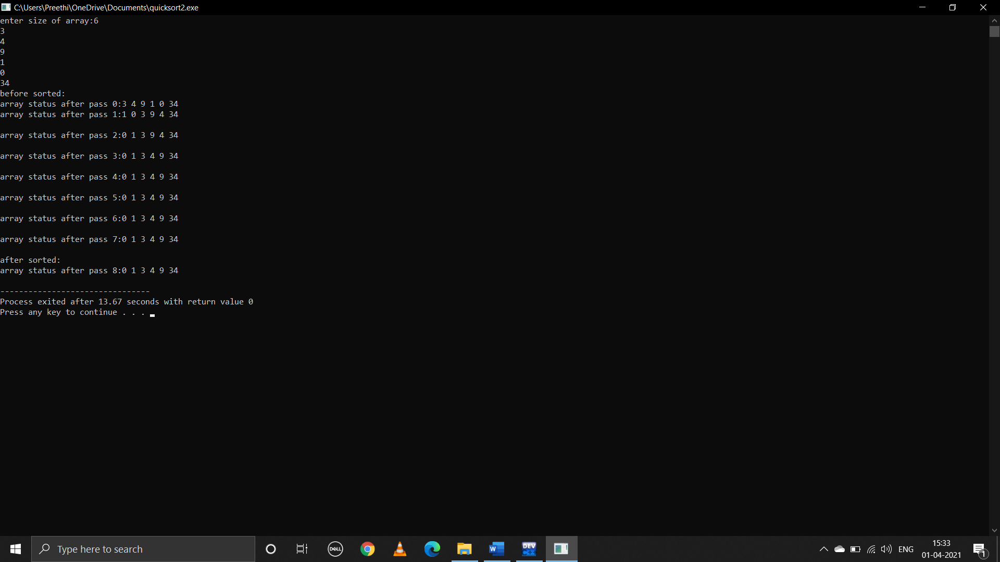 C:\Users\Preethi\OneDrive\Documents\quicksort2.exe
enter size of array:6
3
4
9
1
0
34
before sorted:
array status after pass 0:3 4 9 1 0 34
array status after pass 1:1 0 3 9 4 34
array status after pass 2:0 1 3 9 4 34
array status after pass 3:0 1 3 4 9 34
array status after pass 4:0 1 3 4 9 34
array status after pass 5:0 1 3 4 9 34
array status after pass 6:0 1 3 4 9 34
array status after pass 7:0 1 3 4 9 34
after sorted:
array status after pass 8:0 1 3 4 9 34
--------------------------------
Process exited after 13.67 seconds with return value 0
Press any key to continue . . .
Type here to search
DELL
W
DEV
C++
ENG
15:33
01-04-2021
1